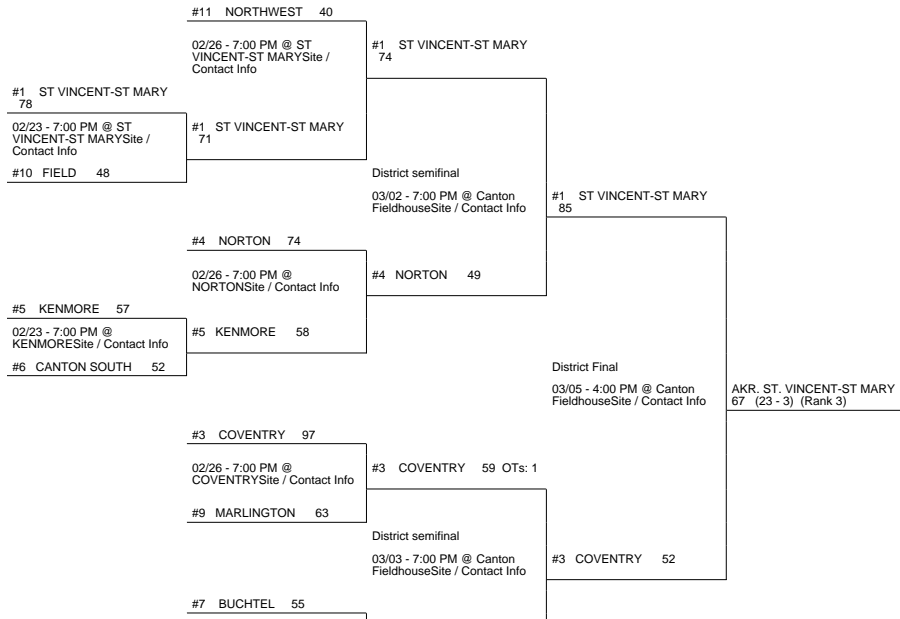 #11 NORTHWEST 40
02/26 - 7:00 PM @ ST
VINCENT-ST MARYSite /
Contact Info
#1 ST VINCENT-ST MARY
74
#1 ST VINCENT-ST MARY
78
02/23 - 7:00 PM @ ST
VINCENT-ST MARYSite /
Contact Info
#1 ST VINCENT-ST MARY
71
#10 FIELD 48
District semifinal
03/02 - 7:00 PM @ Canton
FieldhouseSite / Contact Info
#1 ST VINCENT-ST MARY
85
#4 NORTON 74
02/26 - 7:00 PM @
NORTONSite / Contact Info
#4 NORTON 49
#5 KENMORE 57
02/23 - 7:00 PM @
KENMORESite / Contact Info
#5 KENMORE 58
#6 CANTON SOUTH 52
District Final
03/05 - 4:00 PM @ Canton
FieldhouseSite / Contact Info
AKR. ST. VINCENT-ST MARY
67 (23 - 3) (Rank 3)
#3 COVENTRY 97
02/26 - 7:00 PM @
COVENTRYSite / Contact Info
#3 COVENTRY 59 OTs: 1
#9 MARLINGTON 63
District semifinal
03/03 - 7:00 PM @ Canton
FieldhouseSite / Contact Info
#3 COVENTRY 52
#7 BUCHTEL 55